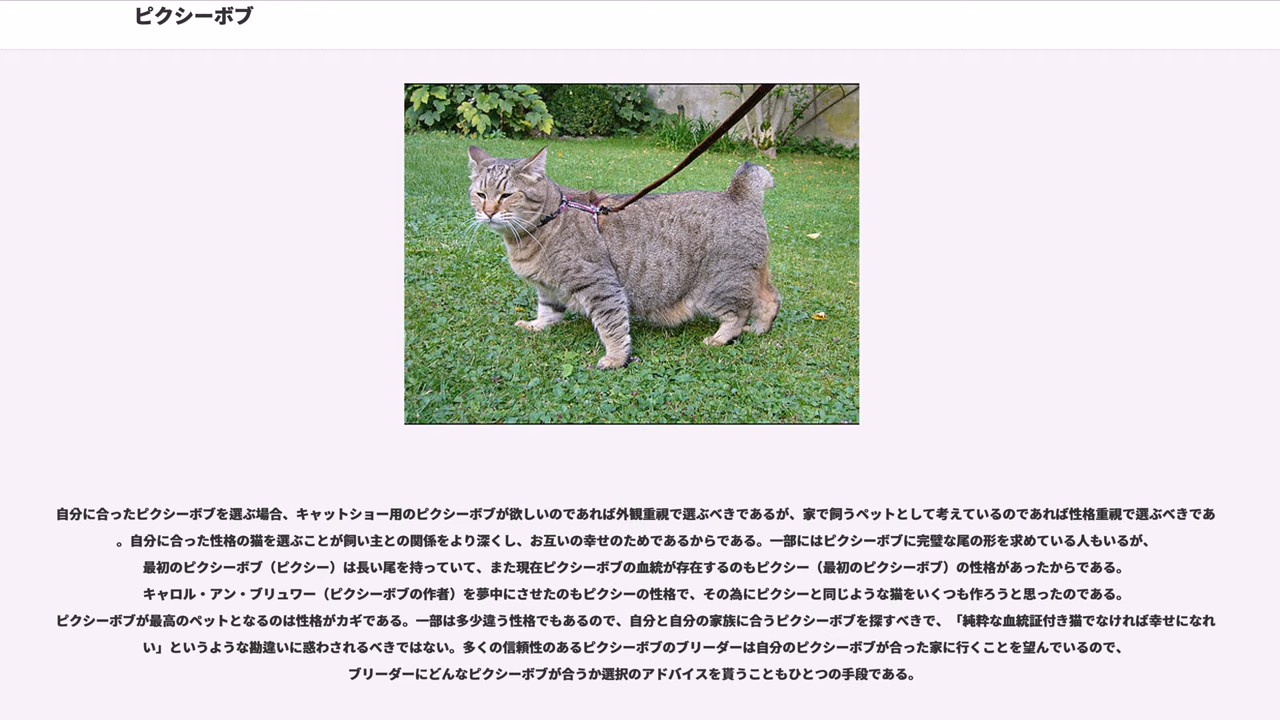 ピクシーボブ
自分に合ったピクシーボブを選ぶ場合、キャットショー用のピクシーボブが欲しいのであれば外観重視で選ぶべきであるが、家で飼うペットとして考えているのであれば性格重視で選ぶべきであ
。自分に合った性格の猫を選ぶことが飼い主との関係をより深くし、お互いの幸せのためであるからである。一部にはピクシーボブに完璧な尾の形を求めている人もいるが、
最初のピクシーボブ（ピクシー）は長い尾を持っていて、また現在ピクシーボブの血統が存在するのもピクシー（最初のピクシーボブ）の性格があったからである。
キャロル・アン・ブリュワー（ピクシーボブの作者）を夢中にさせたのもピクシーの性格で、その為にピクシーと同じような猫をいくつも作ろうと思ったのである。
ピクシーボブが最高のペットとなるのは性格がカギである。一部は多少違う性格でもあるので、自分と自分の家族に合うピクシーボブを探すべきで、「純粋な血統証付き猫でなければ幸せになれ
い」というような勘違いに惑わされるべきではない。多くの信頼性のあるピクシーボブのブリーダーは自分のピクシーボブが合った家に行くことを望んでいるので、
ブリーダーにどんなピクシーボブが合うか選択のアドバイスを貰うこともひとつの手段である。